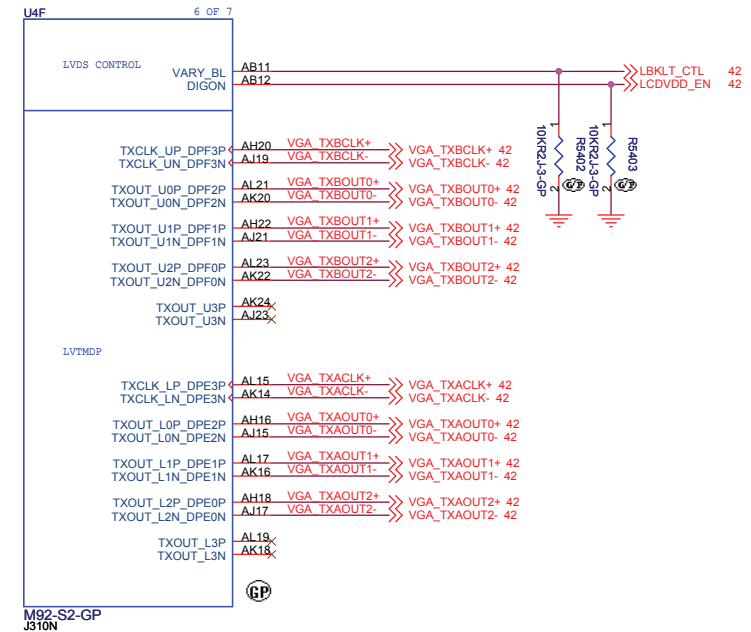 U4F 6 OF 7
LVDS CONTROL
VARY_BL AB11 LBKLT_CTL 42
DIGON AB12 LCDVDD_EN 42
1 1
10KR2J-3-GP R5402 10KR2J-3-GP R5403
G/P G/P
2 2
TXCLK_UP_DPF3P AH20 VGA_TXBCLK+ VGA_TXBCLK+ 42
TXCLK_UN_DPF3N AJ19 VGA_TXBCLK- VGA_TXBCLK- 42
TXOUT_U0P_DPF2P AL21 VGA_TXBOUT0+ VGA_TXBOUT0+ 42
TXOUT_U0N_DPF2N AK20 VGA_TXBOUT0- VGA_TXBOUT0- 42
TXOUT_U1P_DPF1P AH22 VGA_TXBOUT1+ VGA_TXBOUT1+ 42
TXOUT_U1N_DPF1N AJ21 VGA_TXBOUT1- VGA_TXBOUT1- 42
TXOUT_U2P_DPF0P AL23 VGA_TXBOUT2+ VGA_TXBOUT2+ 42
TXOUT_U2N_DPF0N AK22 VGA_TXBOUT2- VGA_TXBOUT2- 42
TXOUT_U3P AK24
TXOUT_U3N AJ23
LVTMDP
TXCLK_LP_DPE3P AL15 VGA_TXACLK+ VGA_TXACLK+ 42
TXCLK_LN_DPE3N AK14 VGA_TXACLK- VGA_TXACLK- 42
TXOUT_L0P_DPE2P AH16 VGA_TXAOUT0+ VGA_TXAOUT0+ 42
TXOUT_L0N_DPE2N AJ15 VGA_TXAOUT0- VGA_TXAOUT0- 42
TXOUT_L1P_DPE1P AL17 VGA_TXAOUT1+ VGA_TXAOUT1+ 42
TXOUT_L1N_DPE1N AK16 VGA_TXAOUT1- VGA_TXAOUT1- 42
TXOUT_L2P_DPE0P AH18 VGA_TXAOUT2+ VGA_TXAOUT2+ 42
TXOUT_L2N_DPE0N AJ17 VGA_TXAOUT2- VGA_TXAOUT2- 42
TXOUT_L3P AL19
TXOUT_L3N AK18
GP
M92-S2-GP
J310N